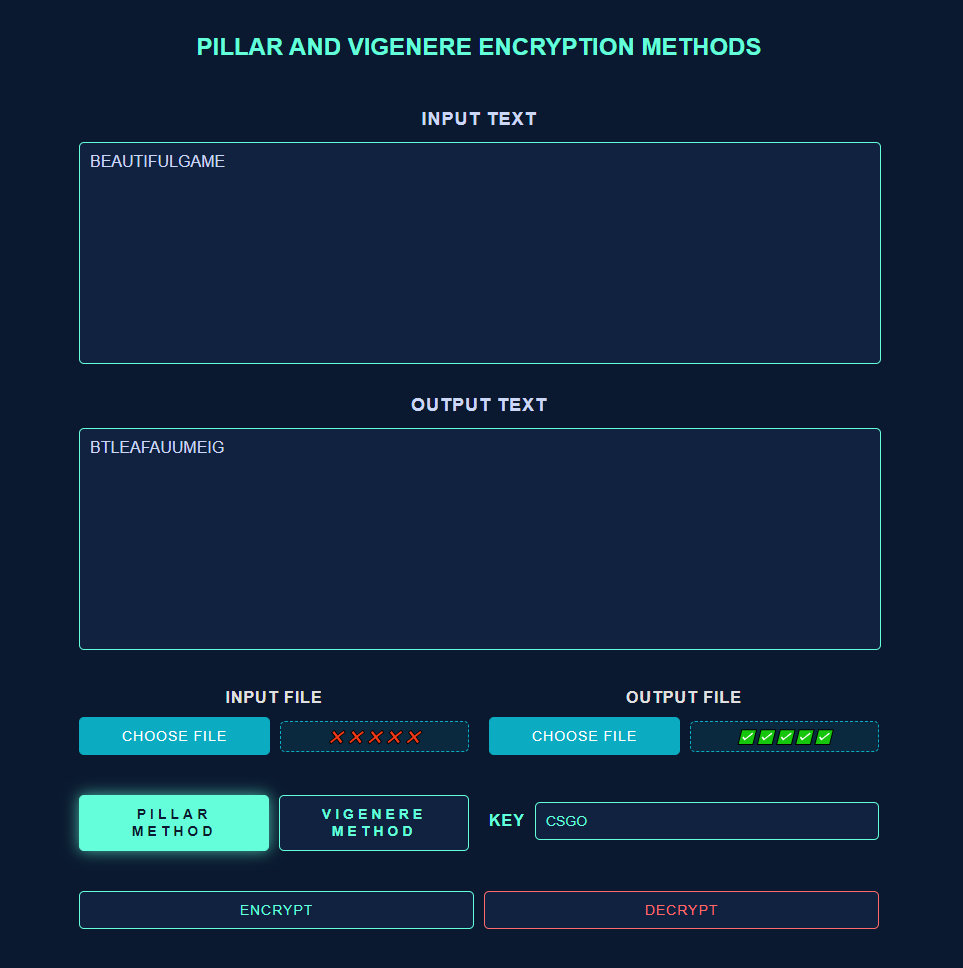 PILLAR AND VIGENERE ENCRYPTION METHODS
INPUT TEXT
BEAUTIFULGAME
OUTPUT TEXT
BTLEAFAUUMEIG
INPUT FILE
OUTPUT FILE
CHOOSE FILE
CHOOSE FILE
PILLAR
METHOD
VIGENERE
METHOD
KEY
CSGO
ENCRYPT
DECRYPT